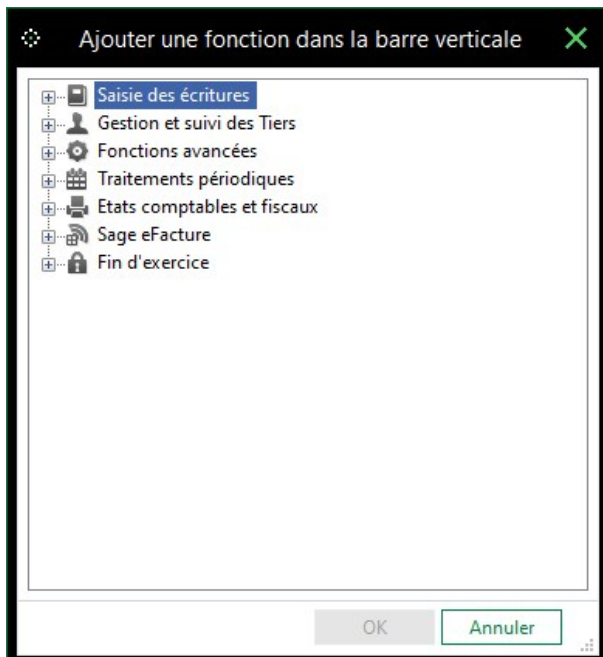 Ajouter une fonction dans la barre verticale
Saisie des écritures
Gestion et suivi des Tiers
Fonctions avancées
Traitements périodiques
Etats comptables et fiscaux
Sage eFacture
Fin d'exercice
OK
Annuler